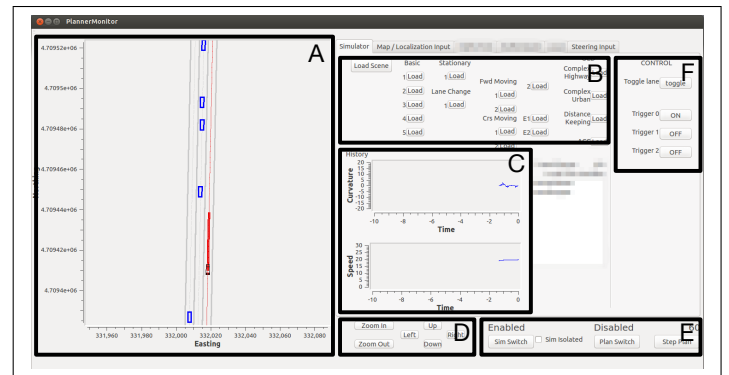 PlannerMonitor
Simulator Map / Localization Input Steering Input
A
4.70952e+06
4.7095e+06
4.70948e+06
4.70946e+06
4.70944e+06
4.70942e+06
4.7094e+06
331,960 331,980 332,000 332,020 332,040 332,060 332,080
Easting
Load Scene
Basic
1 Load
2 Load
3 Load
4 Load
5 Load
Stationary
1 Load
Lane Change
1 Load
Fwd Moving
1 Load
2 Load
Crs Moving
1 Load
2 Load
E1 Load
E2 Load
Complex
Highway Load
Complex
Urban Load
Distance
Keeping Load
B
CONTROL
F
Toggle lane toggle
Trigger 0 ON
Trigger 1 OFF
Trigger 2 OFF
History
C
Curvature
20
15
10
5
0
-5
-10
-15
-20
-10 -8 -6 -4 -2 0
Time
Speed
30
25
20
15
10
5
0
-10 -8 -6 -4 -2 0
Time
Zoom In Up
Left Right
Zoom Out Down
D
Enabled Disabled 60
Sim Switch Sim Isolated Plan Switch Step Plan
E